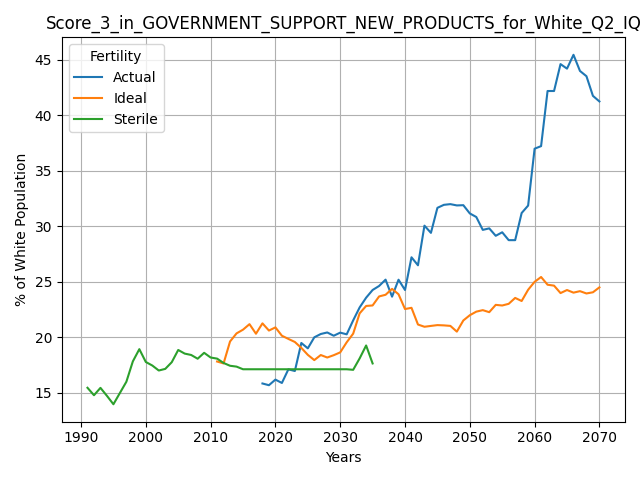 Score_3_in_GOVERNMENT_SUPPORT_NEW_PRODUCTS_for_White_Q2_IQ
Fertility
Actual
Ideal
Sterile
% of White Population
45
40
35
30
25
20
15
1990 2000 2010 2020 2030 2040 2050 2060 2070
Years